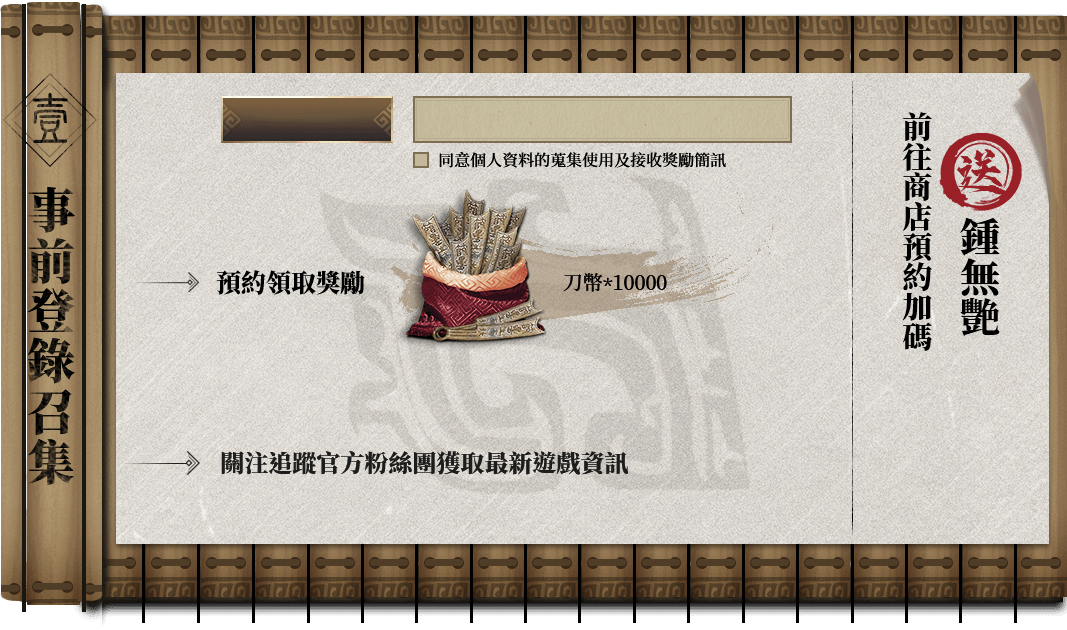 壹
事前登錄召集
同意個人資料的蒐集使用及接收獎勵簡訊
預約領取獎勵
刀幣*10000
關注追蹤官方粉絲團獲取最新遊戲資訊
前往商店預約加碼
送
鍾無艷